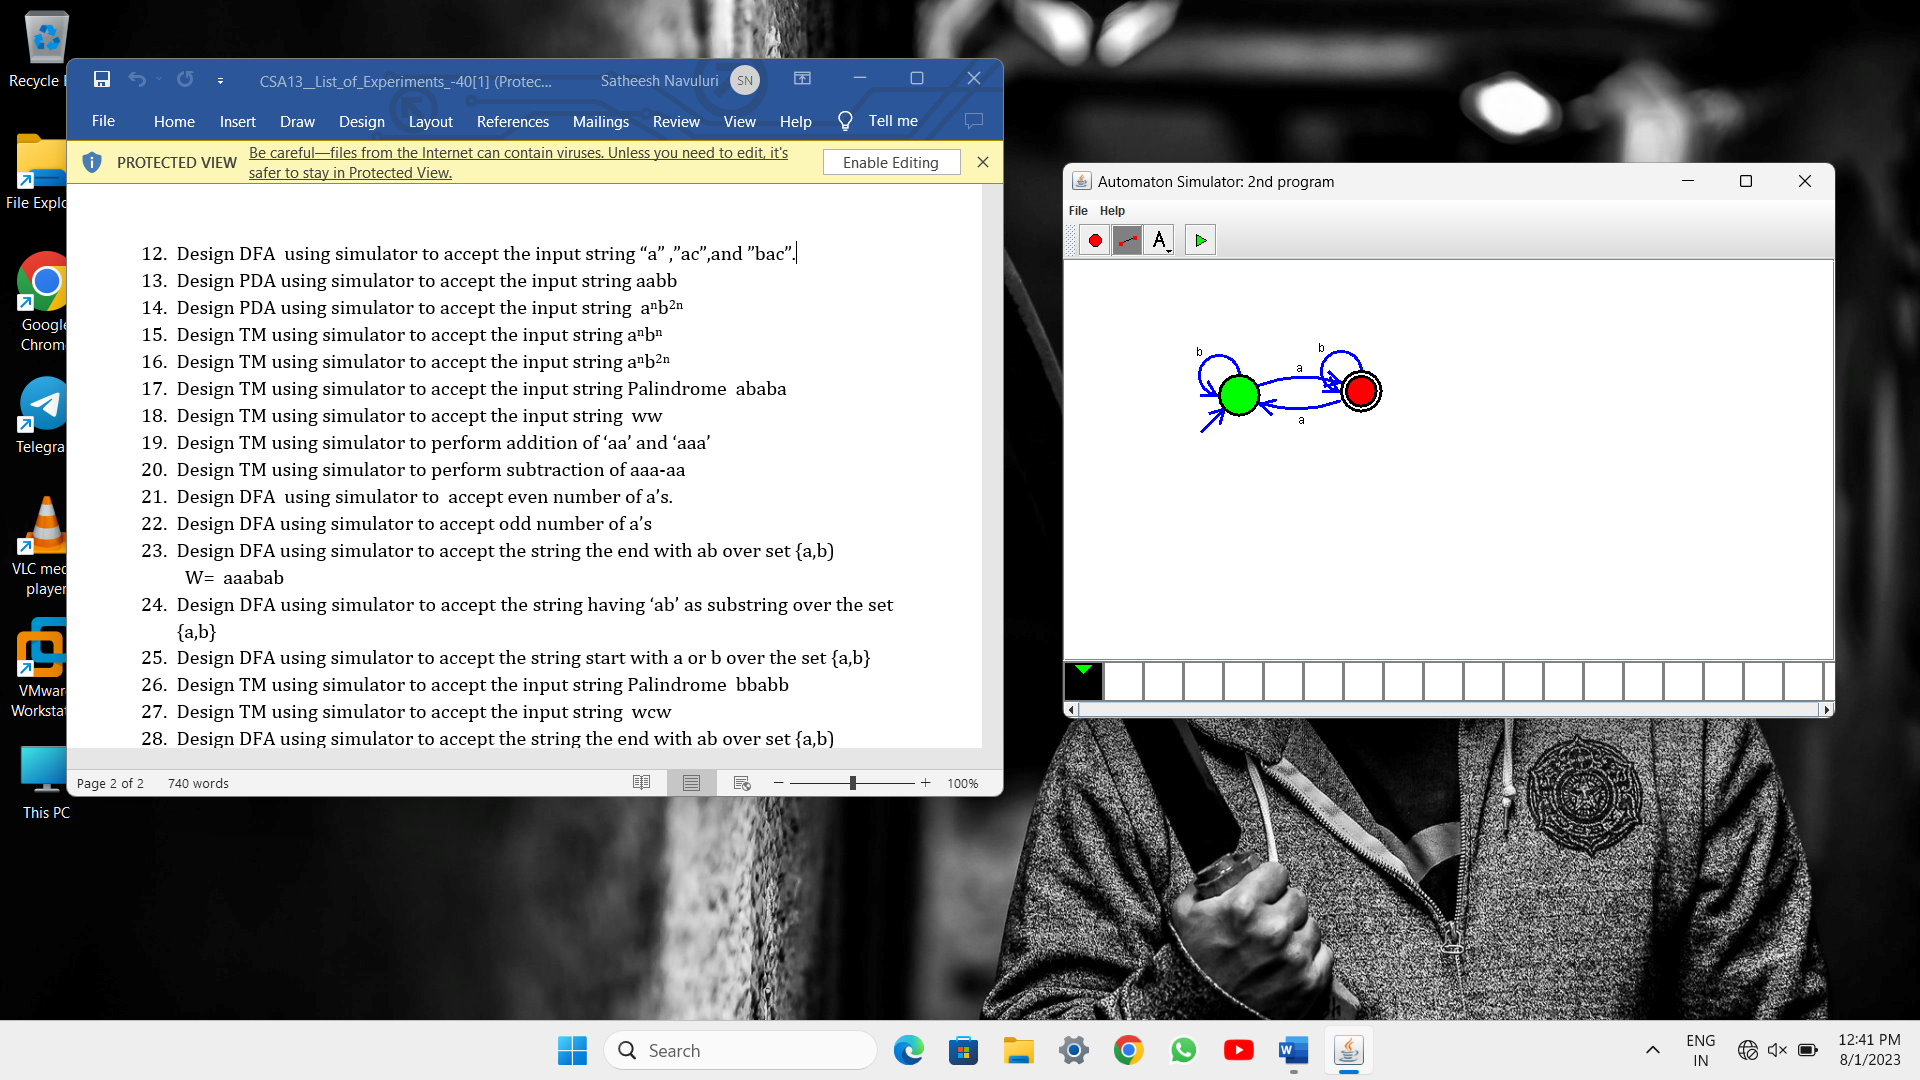 Recycle
File Explo
Google
Chrom
Telegra
VLC med
player
VMwar
Workstat
This PC
CSA13__List_of_Experiments_-40[1] (Protec...
Satheesh Navuluri
SN
File Home Insert Draw Design Layout References Mailings Review View Help Tell me
PROTECTED VIEW
Be careful—files from the Internet can contain viruses. Unless you need to edit, it's
safer to stay in Protected View.
Enable Editing
12. Design DFA using simulator to accept the input string “a” ,”ac”,and ”bac”.
13. Design PDA using simulator to accept the input string aabb
14. Design PDA using simulator to accept the input string aⁿb²ⁿ
15. Design TM using simulator to accept the input string aⁿbⁿ
16. Design TM using simulator to accept the input string aⁿb²ⁿ
17. Design TM using simulator to accept the input string Palindrome ababa
18. Design TM using simulator to accept the input string ww
19. Design TM using simulator to perform addition of ‘aa’ and ‘aaa’
20. Design TM using simulator to perform subtraction of aaa-aa
21. Design DFA using simulator to accept even number of a’s.
22. Design DFA using simulator to accept odd number of a’s
23. Design DFA using simulator to accept the string the end with ab over set {a,b)
W= aaabab
24. Design DFA using simulator to accept the string having ‘ab’ as substring over the set
{a,b}
25. Design DFA using simulator to accept the string start with a or b over the set {a,b}
26. Design TM using simulator to accept the input string Palindrome bbabb
27. Design TM using simulator to accept the input string wcw
28. Design DFA using simulator to accept the string the end with ab over set {a,b)
Page 2 of 2 740 words
100%
Automaton Simulator: 2nd program
File Help
A
b
a
b
a
Search
ENG
IN
12:41 PM
8/1/2023